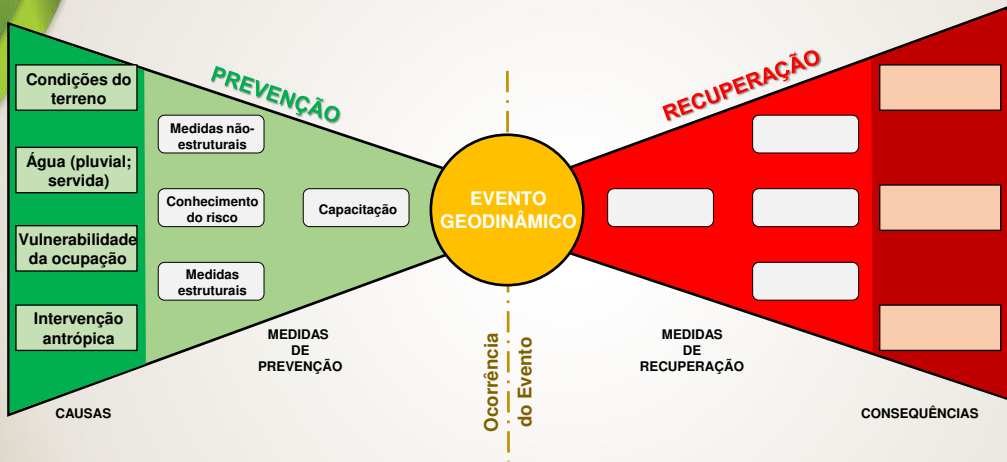 PREVENÇÃO
RECUPERAÇÃO
Condições do
terreno
Água (pluvial;
servida)
Vulnerabilidade
da ocupação
Intervenção
antrópica
Medidas não-
estruturais
Conhecimento
do risco
Medidas
estruturais
Capacitação
EVENTO
GEODINÂMICO
MEDIDAS
DE
PREVENÇÃO
Ocorrência
do Evento
MEDIDAS
DE
RECUPERAÇÃO
CAUSAS
CONSEQUÊNCIAS